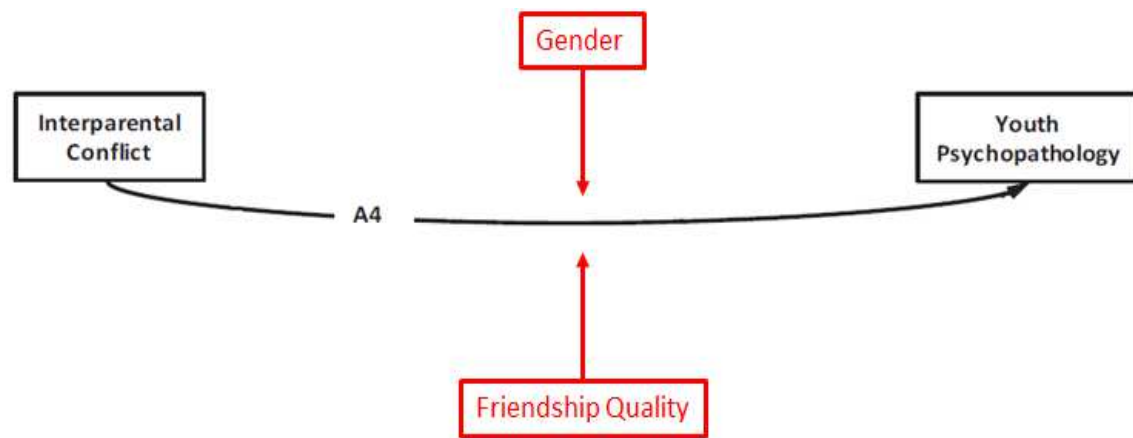 Gender
Interparental
Conflict
Youth
Psychopathology
A4
Friendship Quality